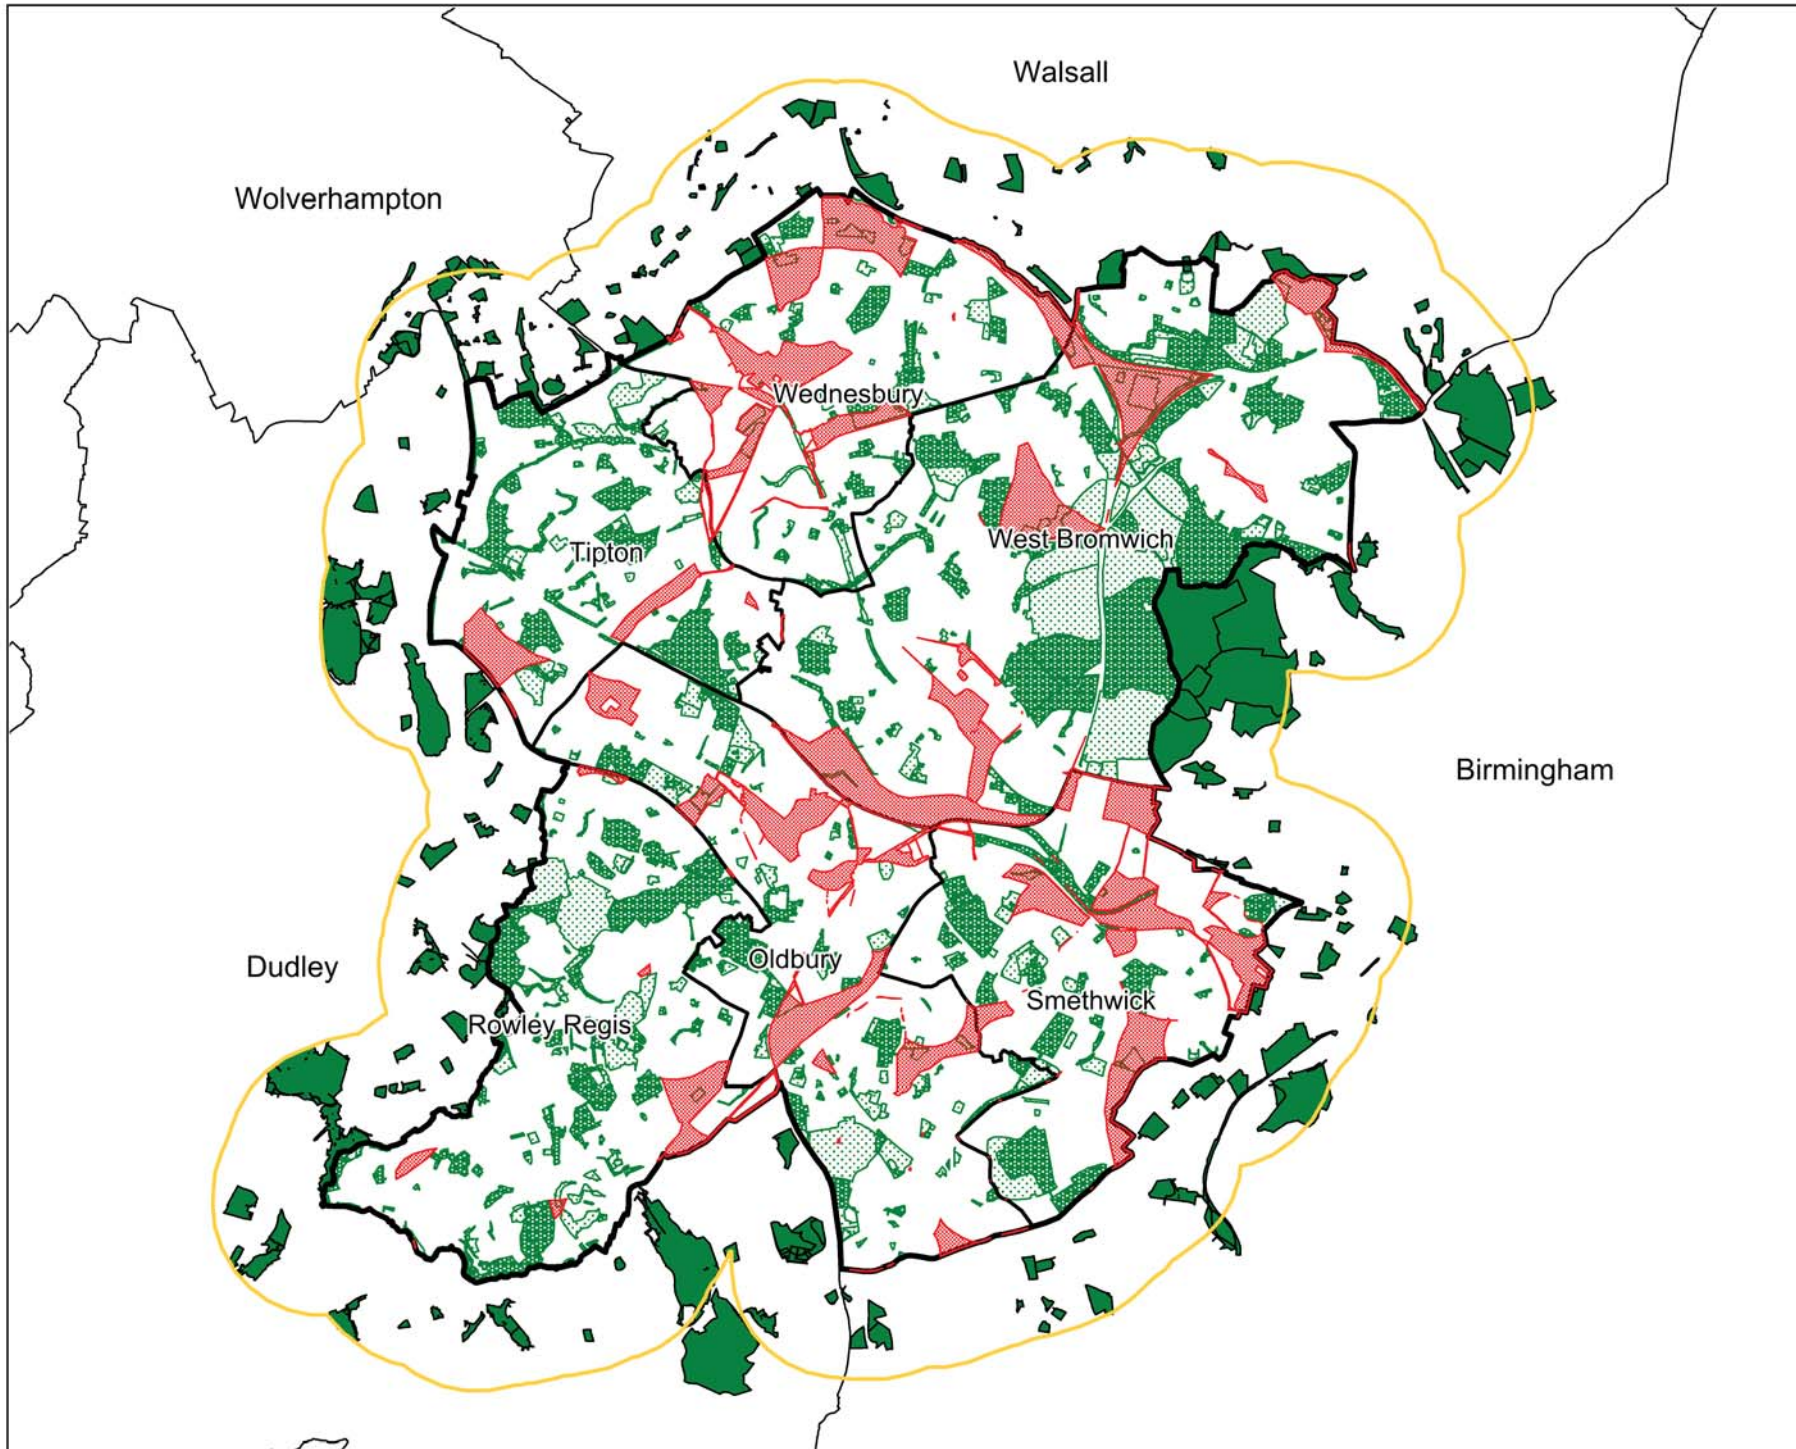 Walsall
Wolverhampton
Wednesbury
West Bromwich
Tipton
Birmingham
Oldbury
Dudley
Smethwick
Rowley Regis